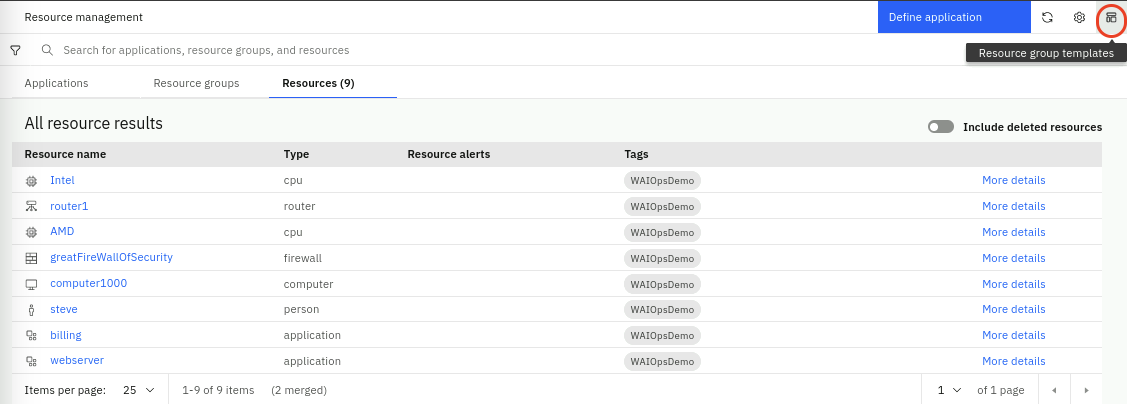 Resource management
Define application
Search for applications, resource groups, and resources
Resource group templates
Applications Resource groups Resources (9)
All resource results
Include deleted resources
Resource name Type Resource alerts Tags
Intel cpu WAIOpsDemo More details
router1 router WAIOpsDemo More details
AMD cpu WAIOpsDemo More details
greatFireWallOfSecurity firewall WAIOpsDemo More details
computer1000 computer WAIOpsDemo More details
steve person WAIOpsDemo More details
billing application WAIOpsDemo More details
webserver application WAIOpsDemo More details
Items per page: 25 1-9 of 9 items (2 merged) 1 of 1 page